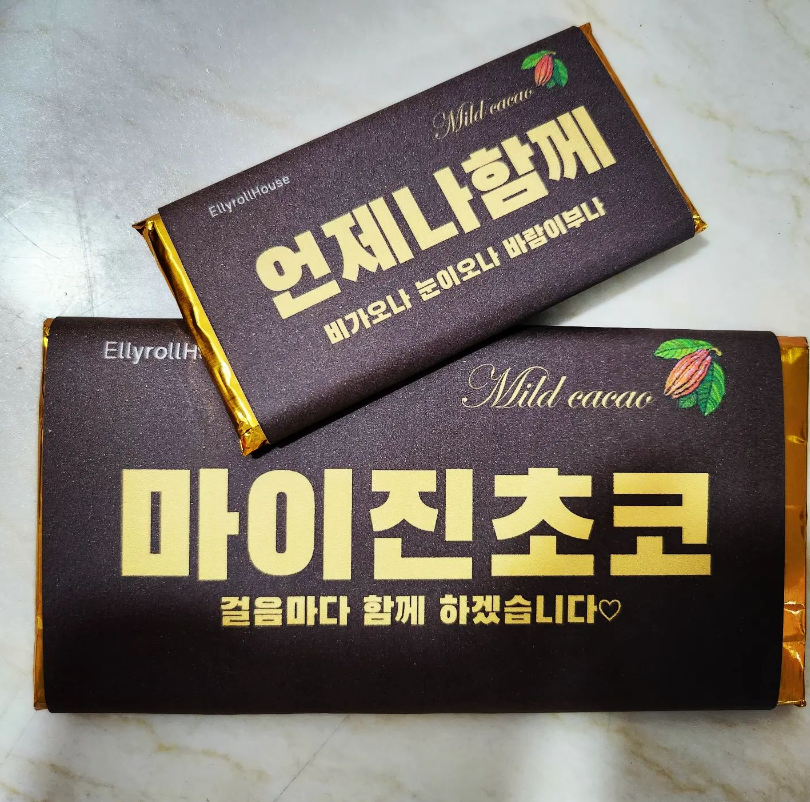 EllyrollHouse
Mild cacao
언제나함께
비가오나 눈이오나 바람이부나
EllyrollH
Mild cacao
마이진초코
걸음마다 함께 하겠습니다♡